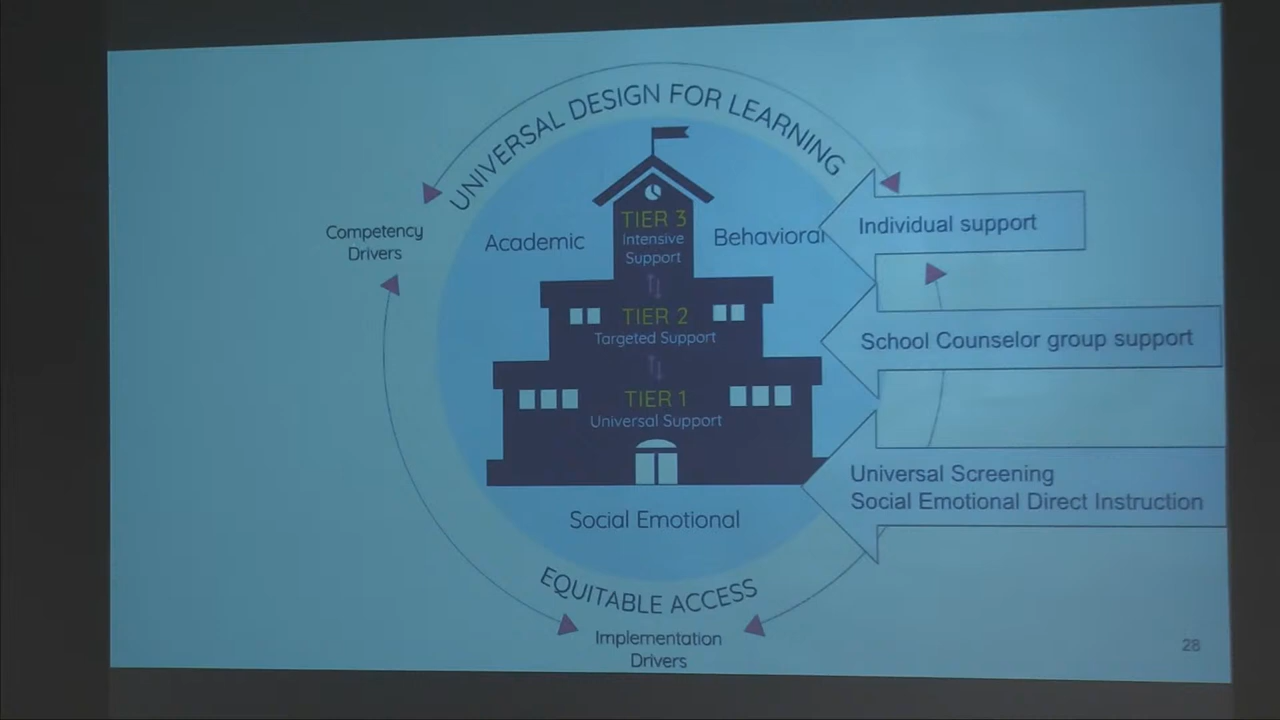 UNIVERSAL DESIGN FOR LEARNING
Competency
Drivers
Academic
Behavioral
TIER 3
Intensive
Support
Individual support
TIER 2
Targeted Support
School Counselor group support
TIER 1
Universal Support
Universal Screening
Social Emotional Direct Instruction
Social Emotional
EQUITABLE ACCESS
Implementation
Drivers
28